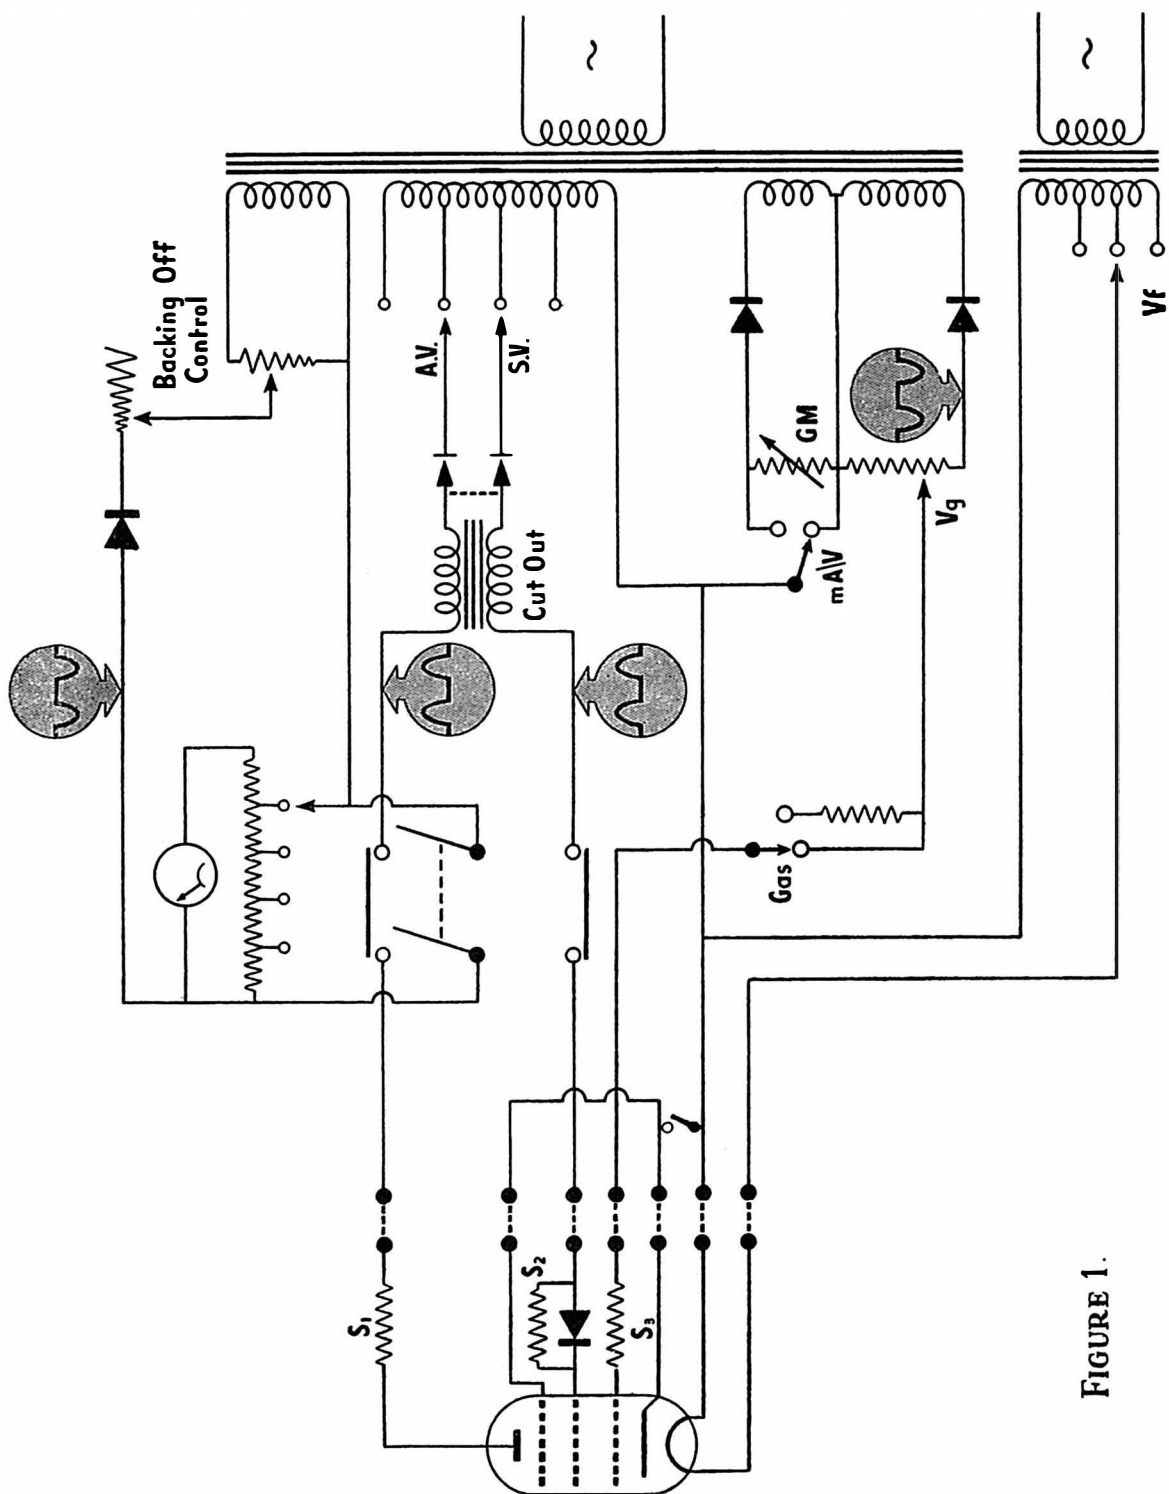 Backing Off
Control
A.V.
S.V.
Cut Out
GM
Vg
mA\V
Vf
Gas
S1
S2
S3
FIGURE 1.